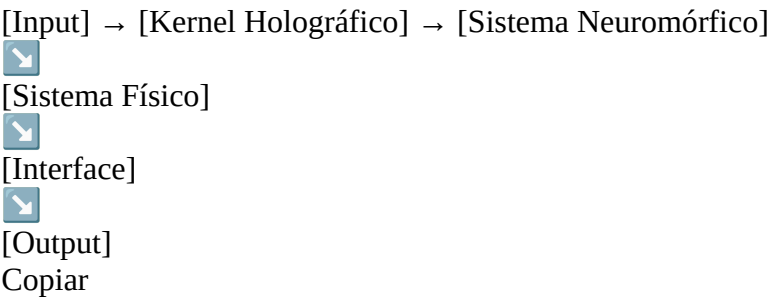 [Input] → [Kernel Holográfico] → [Sistema Neuromórfico]
↘️
[Sistema Físico]
↘️
[Interface]
↘️
[Output]
Copiar